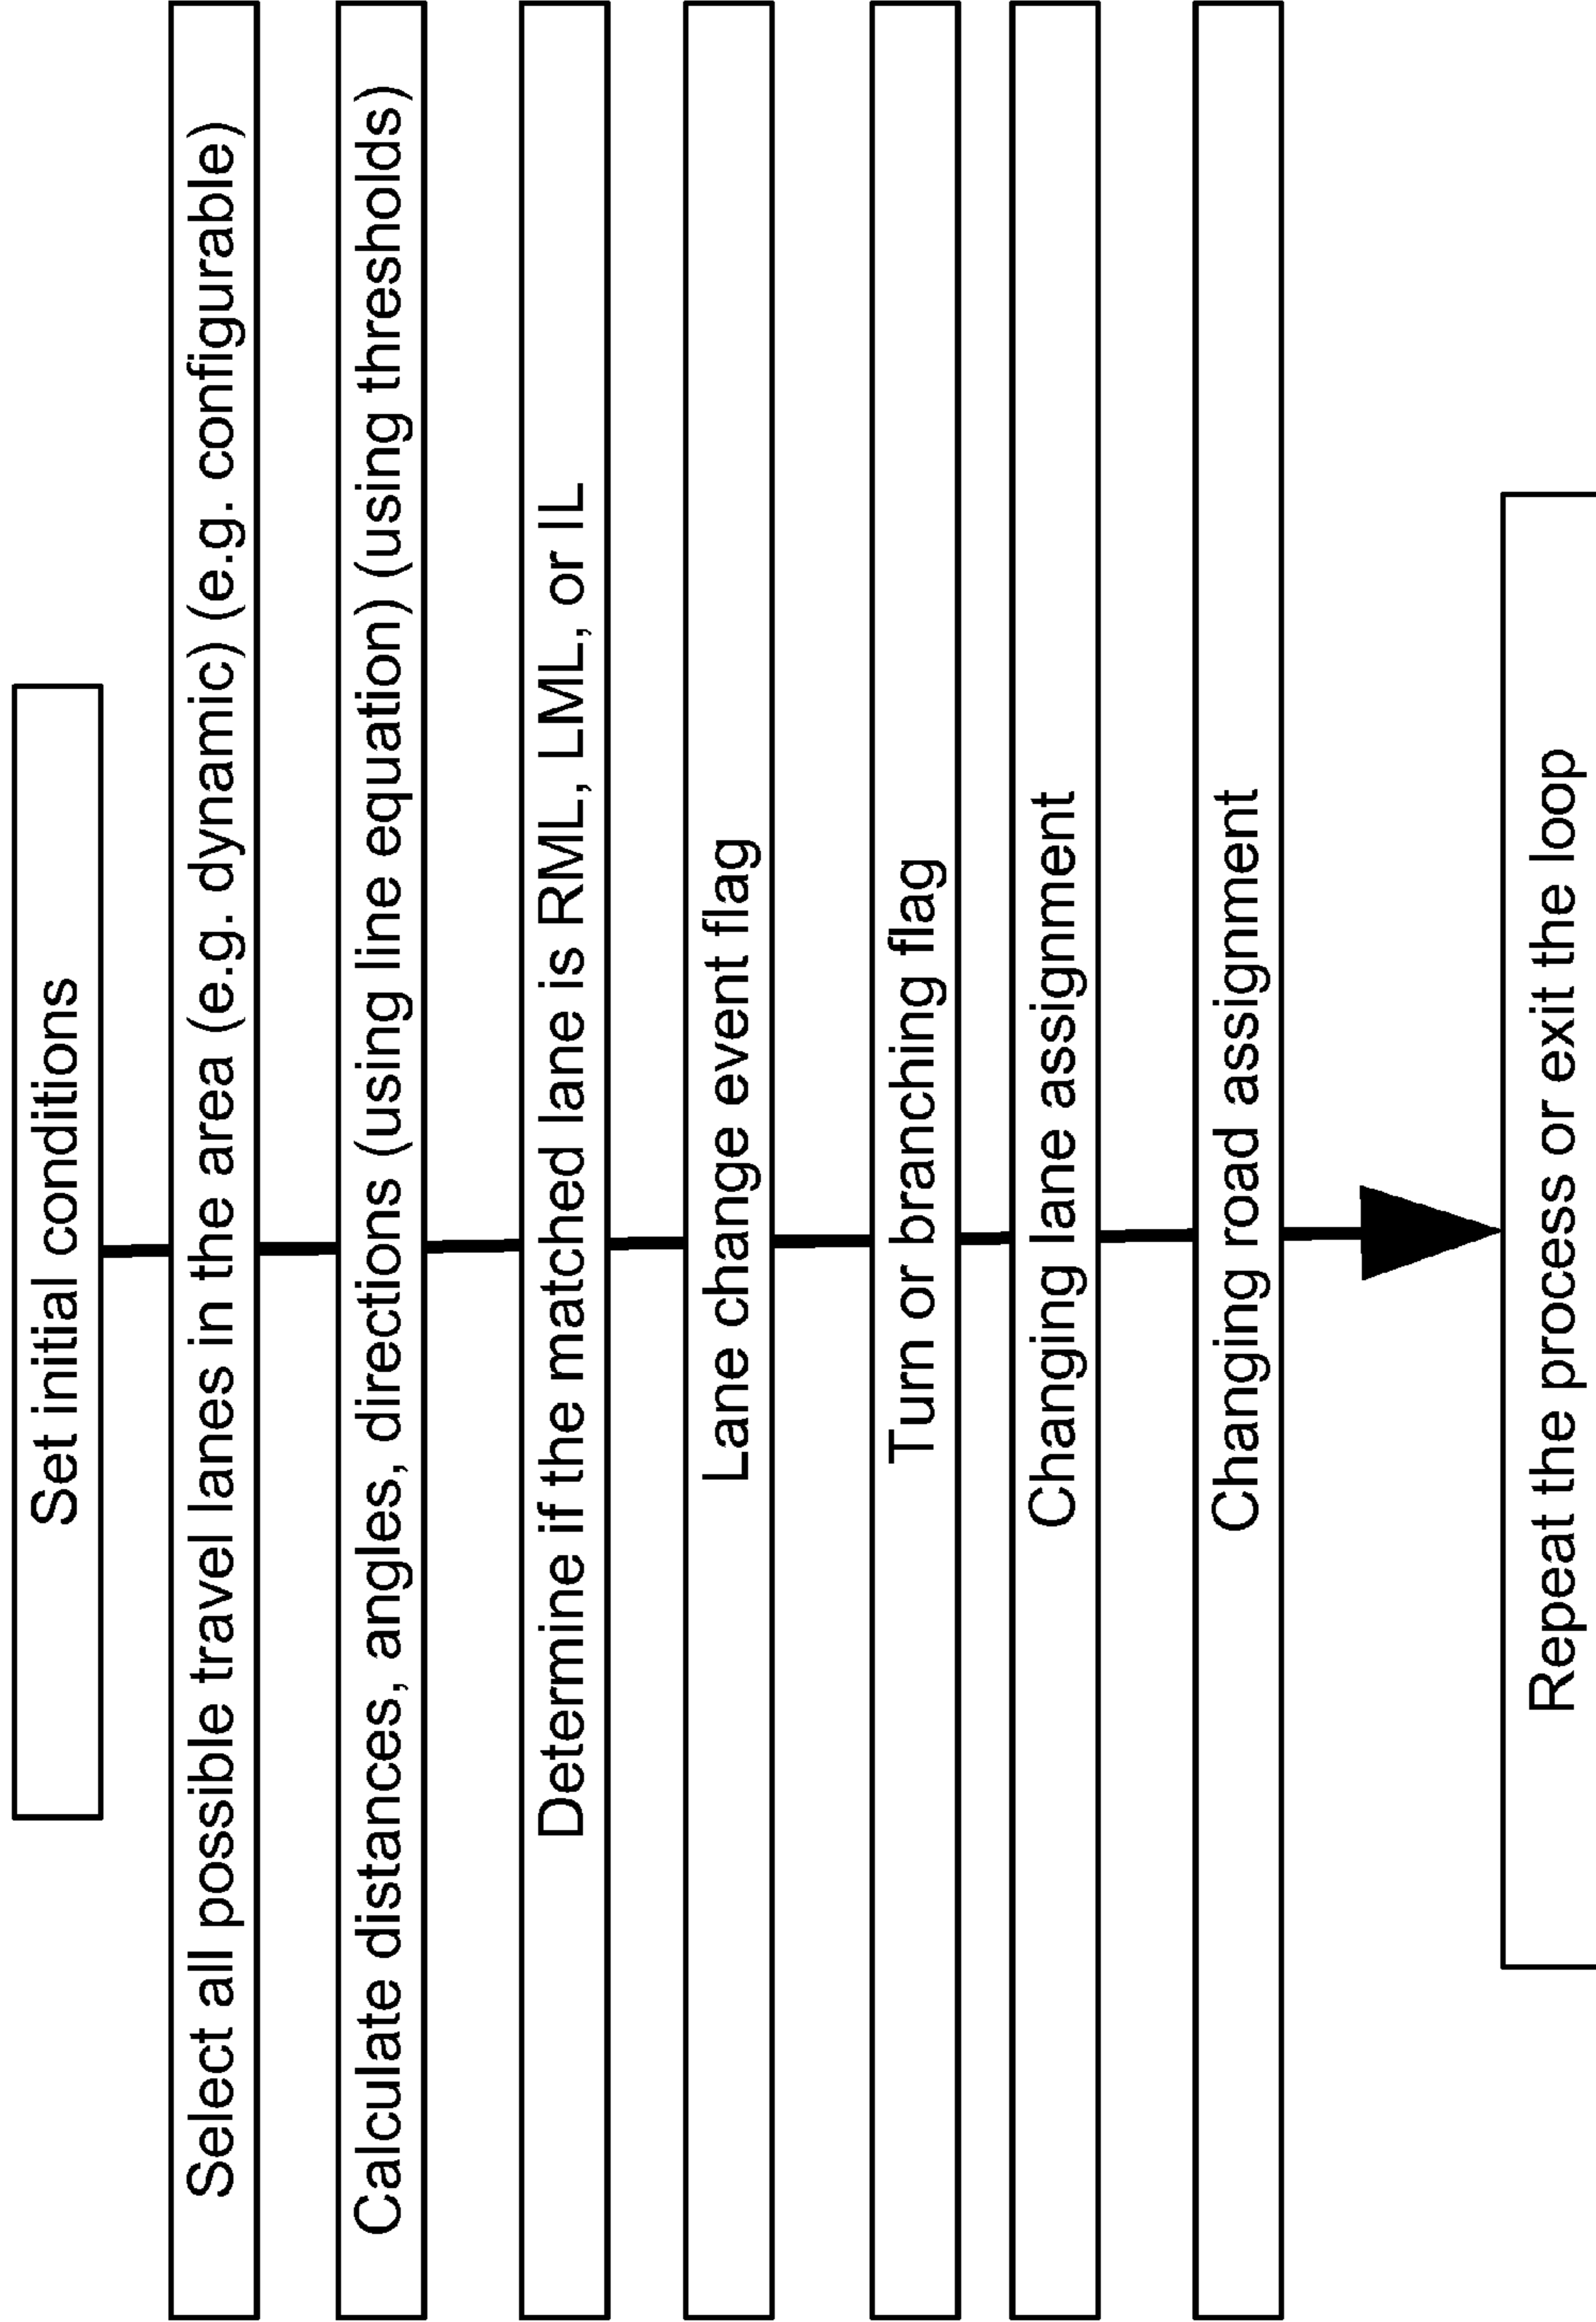 Set initial conditions
Select all possible travel lanes in the area (e.g. dynamic) (e.g. configurable)
Calculate distances, angles, directions (using line equation) (using thresholds)
Determine if the matched lane is RML, LML, or IL
Lane change event flag
Turn or branching flag
Changing lane assignment
Changing road assignment
Repeat the process or exit the loop